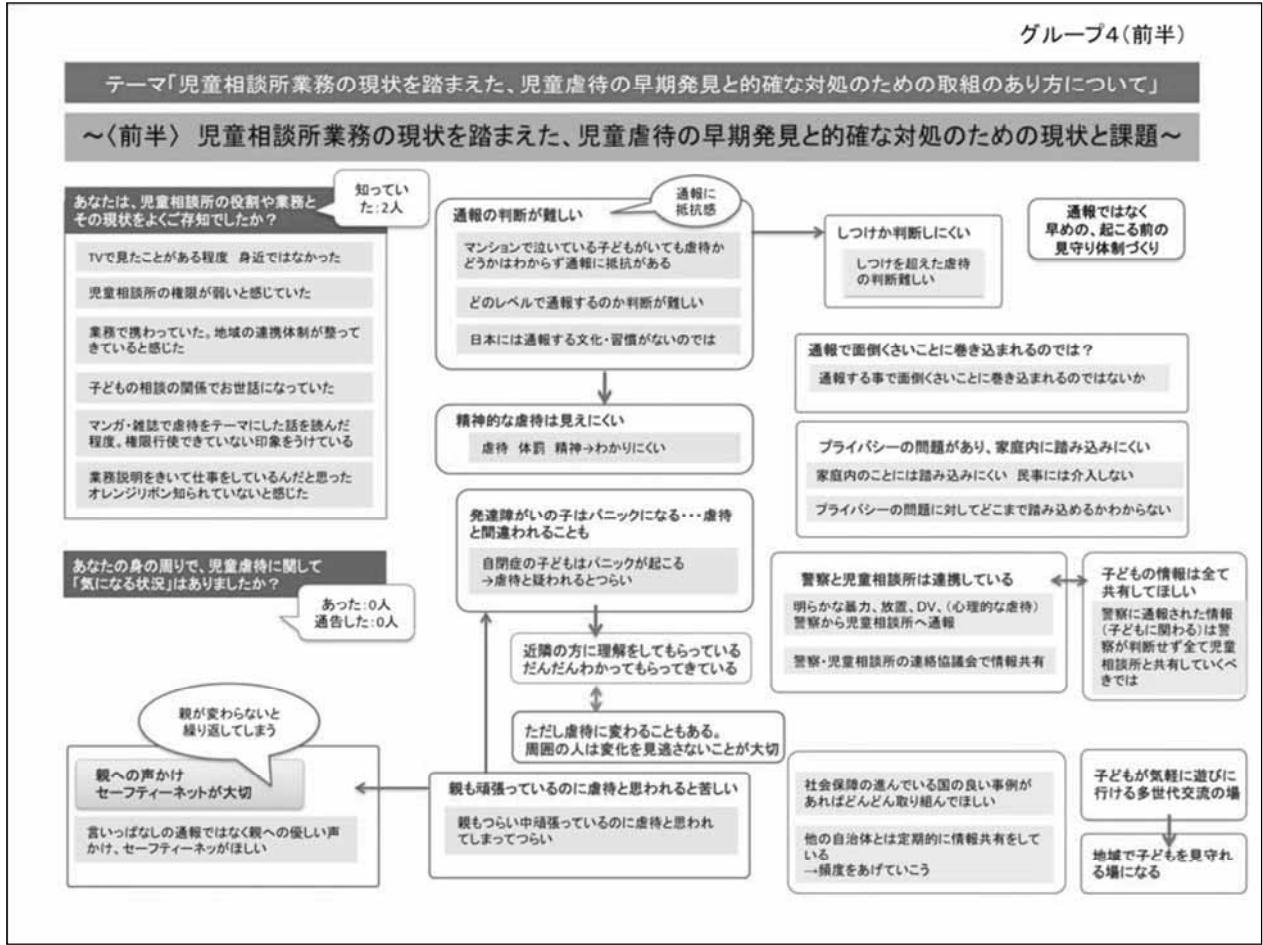 グループ4(前半)
テーマ「児童相談所業務の現状を踏まえた、児童虐待の早期発見と的確な対処のための取組のあり方について」
～〈前半〉 児童相談所業務の現状を踏まえた、児童虐待の早期発見と的確な対処のための現状と課題～
あなたは、児童相談所の役割や業務と
その現状をよくご存知でしたか？
知ってい
た：2人
TVで見たことがある程度　身近ではなかった
児童相談所の権限が弱いと感じていた
業務で携わっていた。地域の連携体制が整って
きていると感じた
子どもの相談の関係でお世話になっていた
マンガ・雑誌で虐待をテーマにした話を読んだ
程度。権限行使できていない印象をうけている
業務説明をきいて仕事をしているんだと思った
オレンジリボン知られていないと感じた
あなたの身の周りで、児童虐待に関して
「気になる状況」はありましたか？
あった：0人
通告した：0人
親が変わらないと
繰り返してしまう
親への声かけ
セーフティーネットが大切
言いっぱなしの通報ではなく親への優しい声
かけ、セーフティーネッがほしい
通報の判断が難しい
通報に
抵抗感
マンションで泣いている子どもがいても虐待か
どうかはわからず通報に抵抗がある
どのレベルで通報するのか判断が難しい
日本には通報する文化・習慣がないのでは
精神的な虐待は見えにくい
虐待　体罰　精神→わかりにくい
発達障がいの子はパニックになる・・・虐待
と間違われることも
自閉症の子どもはパニックが起こる
→虐待と疑われるとつらい
近隣の方に理解をしてもらっている
だんだんわかってもらってきている
ただし虐待に変わることもある。
周囲の人は変化を見逃さないことが大切
親も頑張っているのに虐待と思われると苦しい
親もつらい中頑張っているのに虐待と思われ
てしまってつらい
しつけか判断しにくい
しつけを超えた虐待
の判断難しい
通報ではなく
早めの、起こる前の
見守り体制づくり
通報で面倒くさいことに巻き込まれるのでは？
通報する事で面倒くさいことに巻き込まれるのではないか
プライバシーの問題があり、家庭内に踏み込みにくい
家庭内のことには踏み込みにくい　民事には介入しない
プライバシーの問題に対してどこまで踏み込めるかわからない
警察と児童相談所は連携している
明らかな暴力、放置、DV、（心理的な虐待）
警察から児童相談所へ通報
警察・児童相談所の連絡協議会で情報共有
子どもの情報は全て
共有してほしい
警察に通報された情報
（子どもに関わる）は警
察が判断せず全て児童
相談所と共有していくべ
きでは
社会保障の進んでいる国の良い事例が
あればどんどん取り組んでほしい
他の自治体とは定期的に情報共有をして
いる
→頻度をあげていこう
子どもが気軽に遊びに
行ける多世代交流の場
地域で子どもを見守れ
る場になる